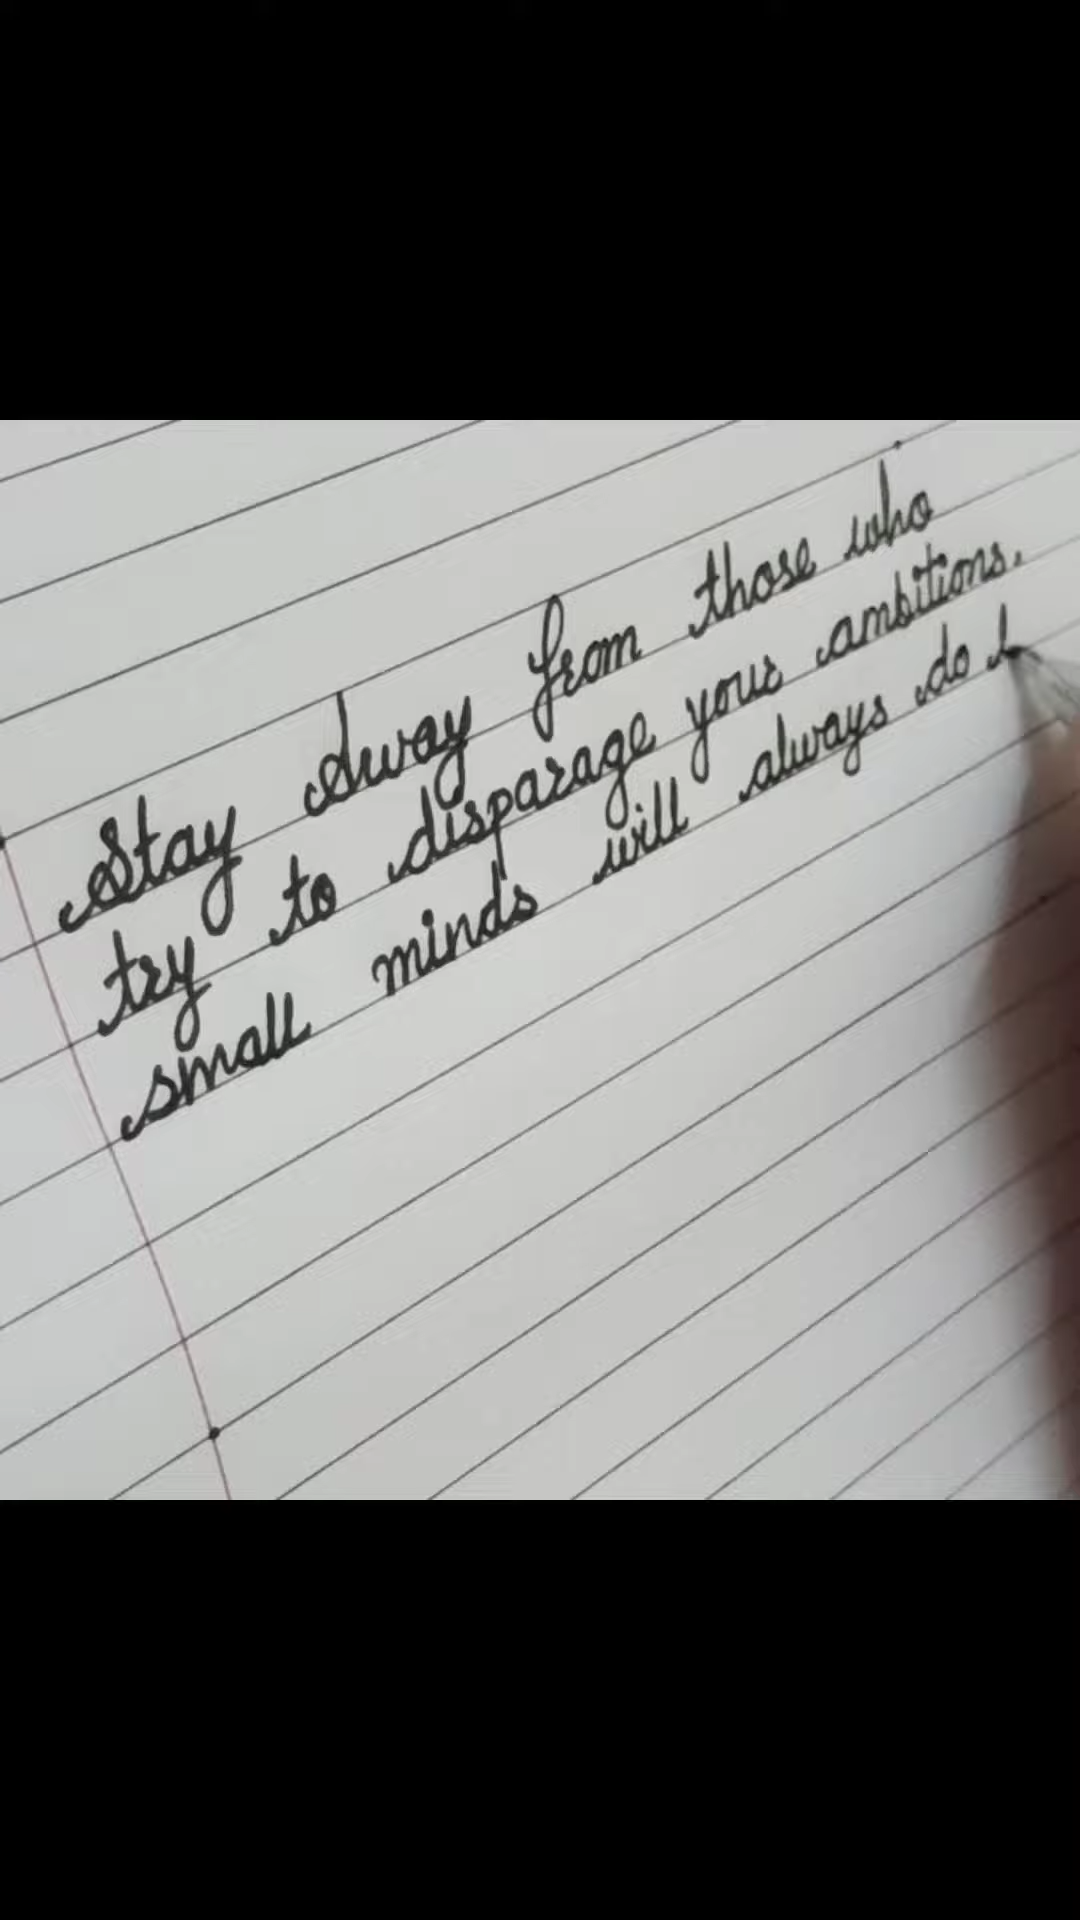 Stay Away from those who
try to disparage your ambitions.
small minds will always do